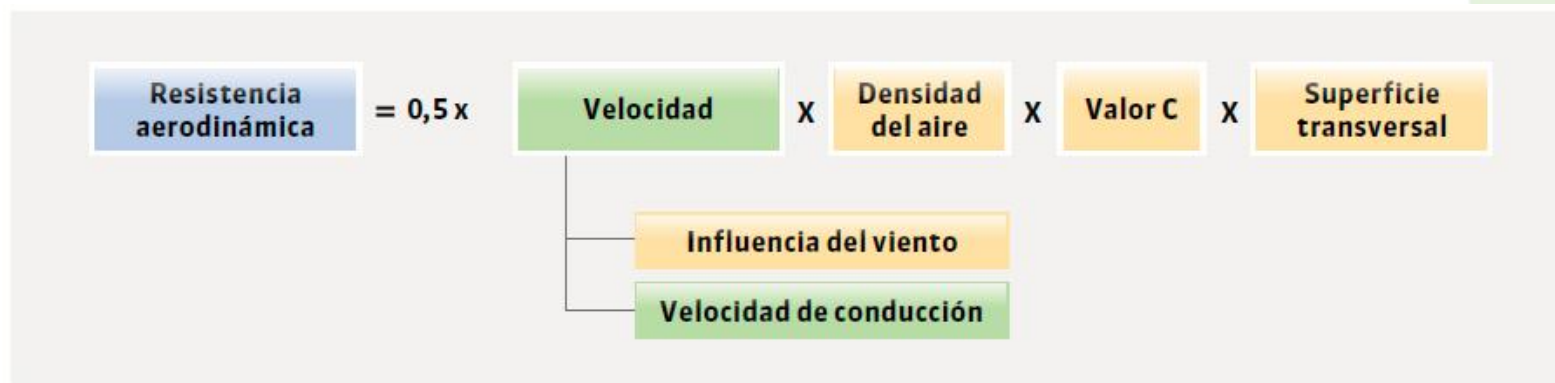 Resistencia
aerodinámica
= 0,5 x
Velocidad
X
Densidad
del aire
X
Valor C
X
Superficie
transversal
Influencia del viento
Velocidad de conducción